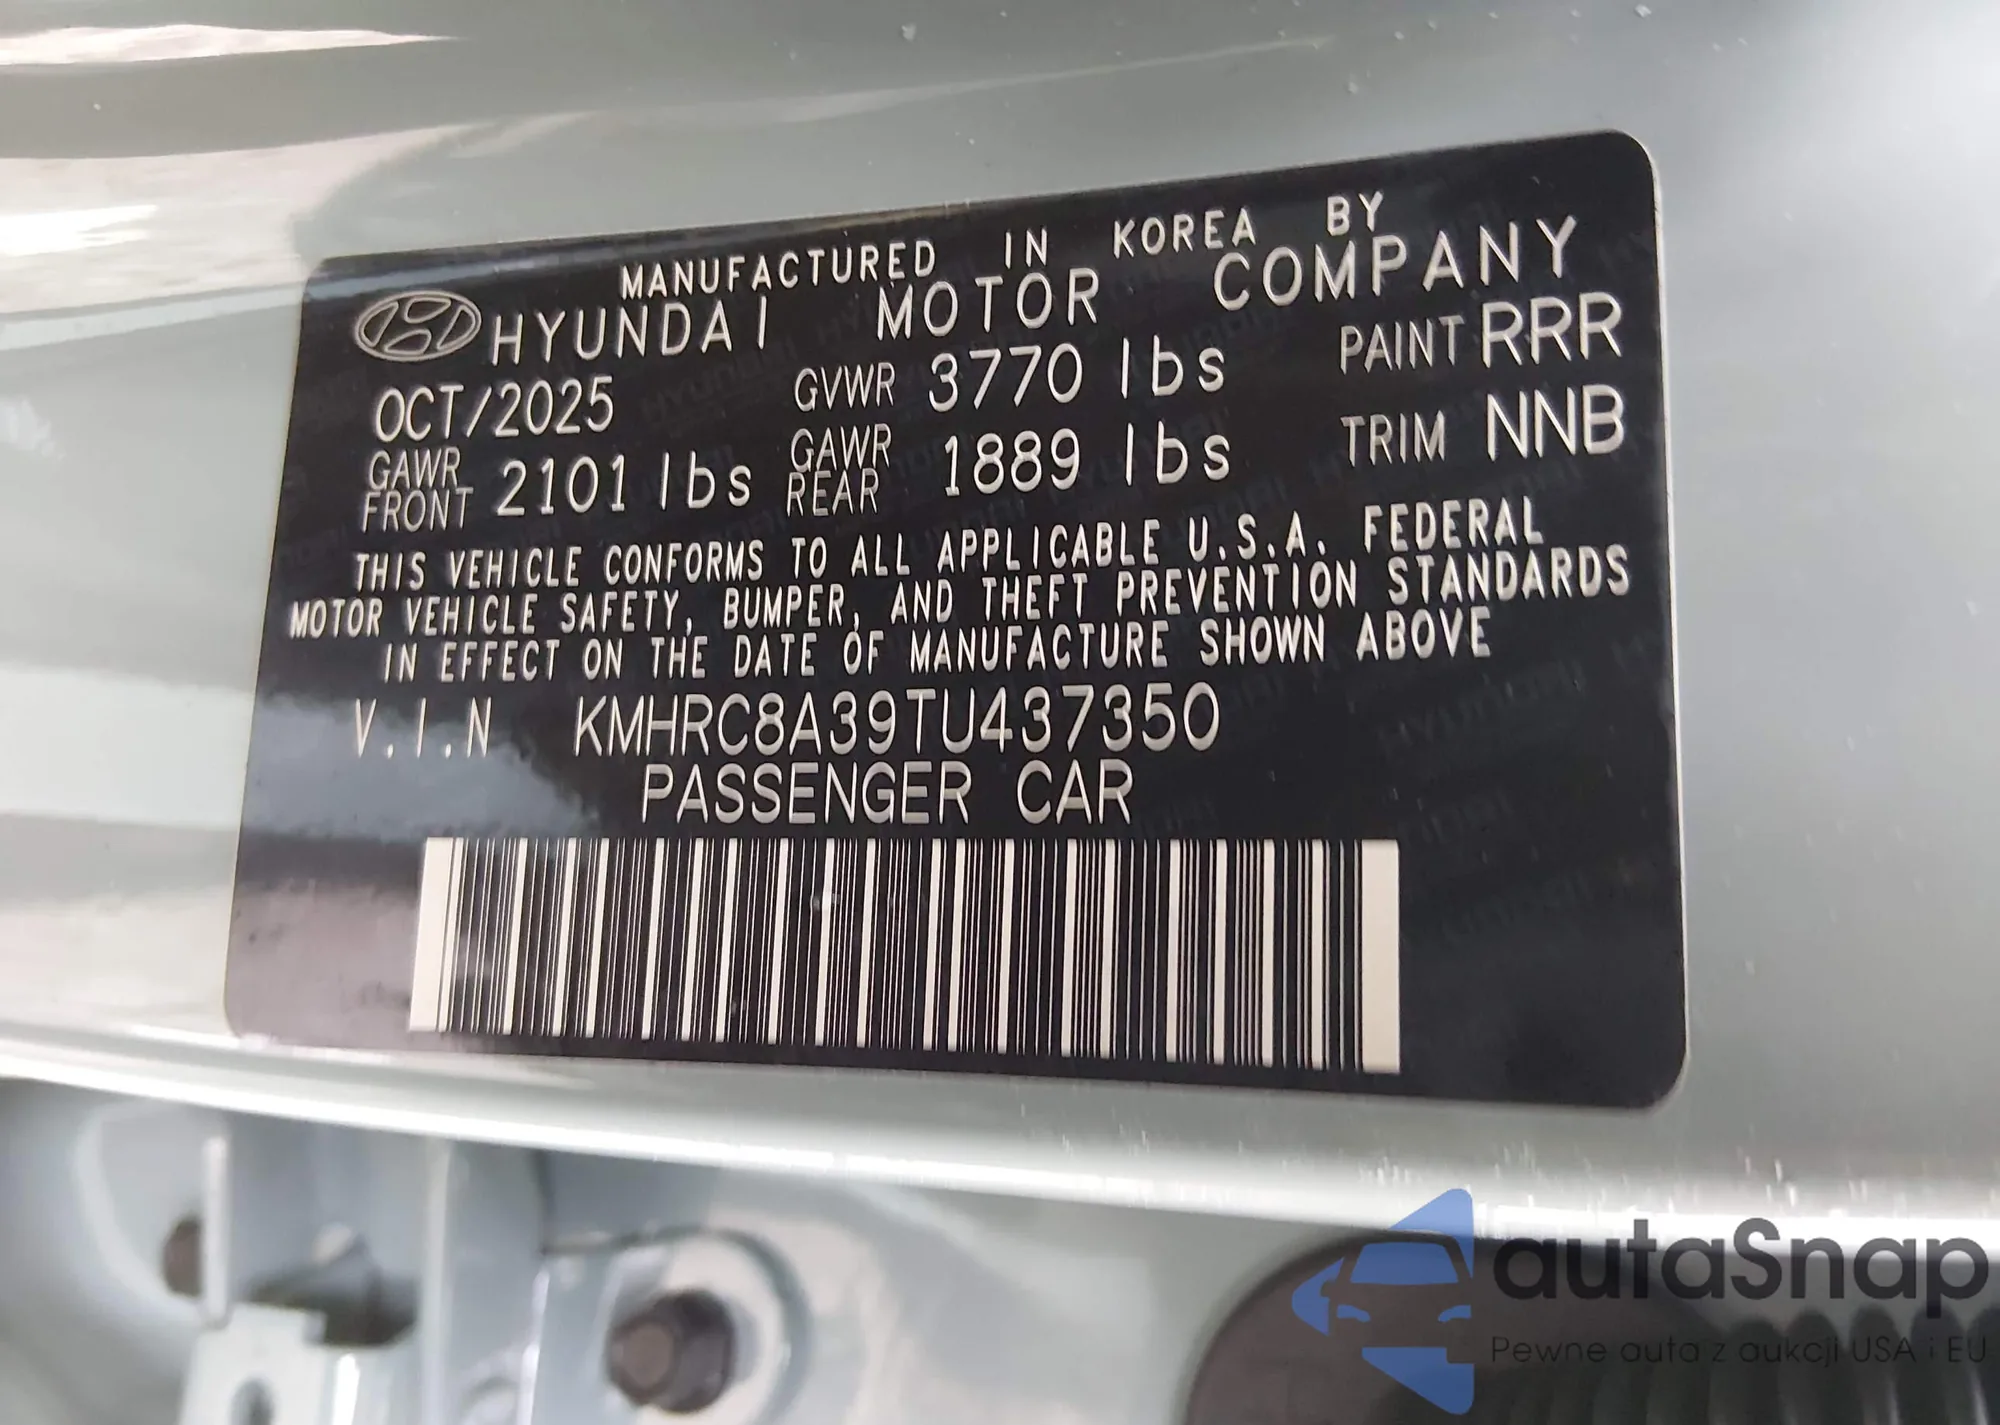 MANUFACTURED IN KOREA BY
HYUNDAI MOTOR COMPANY
OCT/2025 GVWR 3770 lbs PAINT RRR
GAWR FRONT 2101 lbs GAWR REAR 1889 lbs TRIM NNB
THIS VEHICLE CONFORMS TO ALL APPLICABLE U.S.A. FEDERAL
MOTOR VEHICLE SAFETY, BUMPER, AND THEFT PREVENTION STANDARDS
IN EFFECT ON THE DATE OF MANUFACTURE SHOWN ABOVE
V.I.N KMHRC8A39TU437350
PASSENGER CAR
autaSnap
Pewne auta z aukcji USA i EU